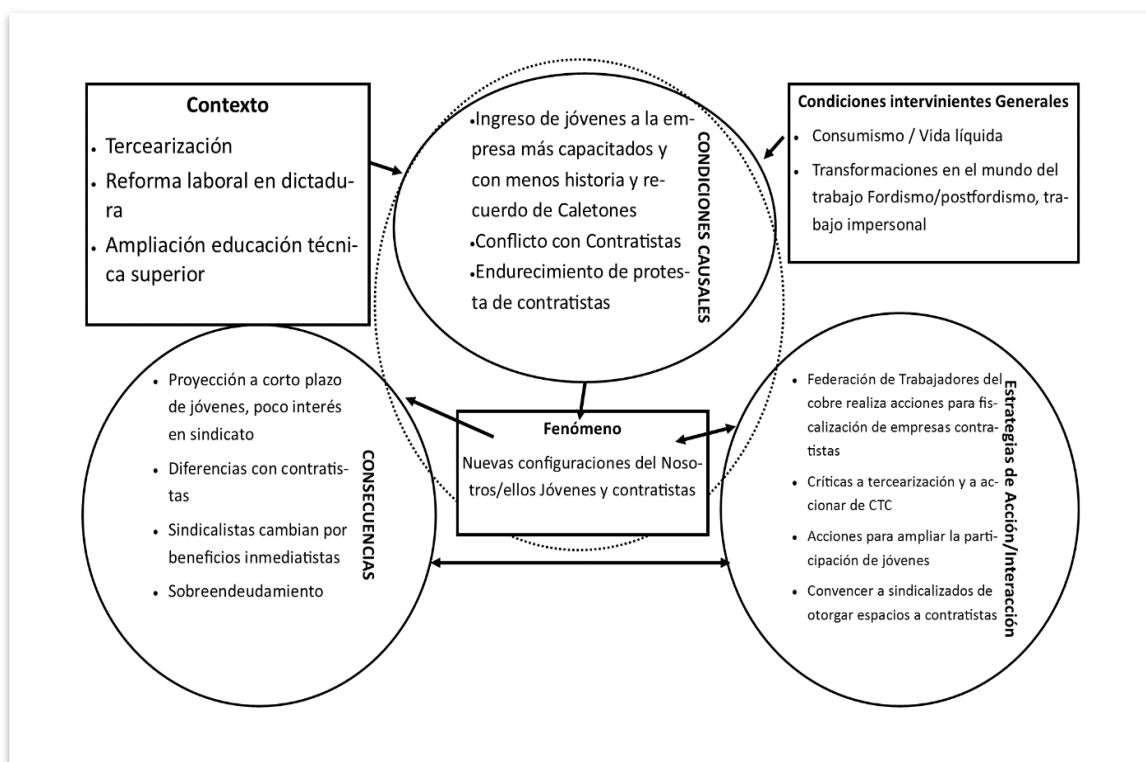 Contexto
• Tercearización
• Reforma laboral en dictadu-
ra
• Ampliación educación técni-
ca superior
•Ingreso de jóvenes a la em-
presa más capacitados y
con menos historia y re-
cuerdo de Caletones
•Conflicto con Contratistas
•Endurecimiento de protes-
ta de contratistas
CONDICIONES CAUSALES
Condiciones intervinientes Generales
• Consumismo / Vida líquida
• Transformaciones en el mundo del
trabajo Fordismo/postfordismo, tra-
bajo impersonal
• Proyección a corto plazo
de jóvenes, poco interés
en sindicato
• Diferencias con contratis-
tas
• Sindicalistas cambian por
beneficios inmediatistas
• Sobreendeudamiento
CONSECUENCIAS
Fenómeno
Nuevas configuraciones del Noso-
tros/ellos Jóvenes y contratistas
• Federación de Trabajadores del
cobre realiza acciones para fis-
calización de empresas contra-
tistas
• Críticas a tercearización y a ac-
cionar de CTC
• Acciones para ampliar la parti-
cipación de jóvenes
• Convencer a sindicalizados de
otorgar espacios a contratistas
Estrategias de Acción/Interacción